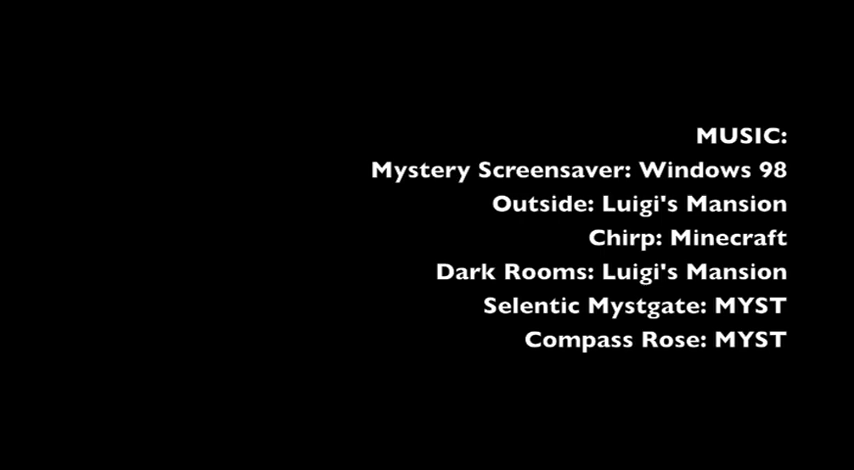 MUSIC:
Mystery Screensaver: Windows 98
Outside: Luigi's Mansion
Chirp: Minecraft
Dark Rooms: Luigi's Mansion
Selentic Mystgate: MYST
Compass Rose: MYST